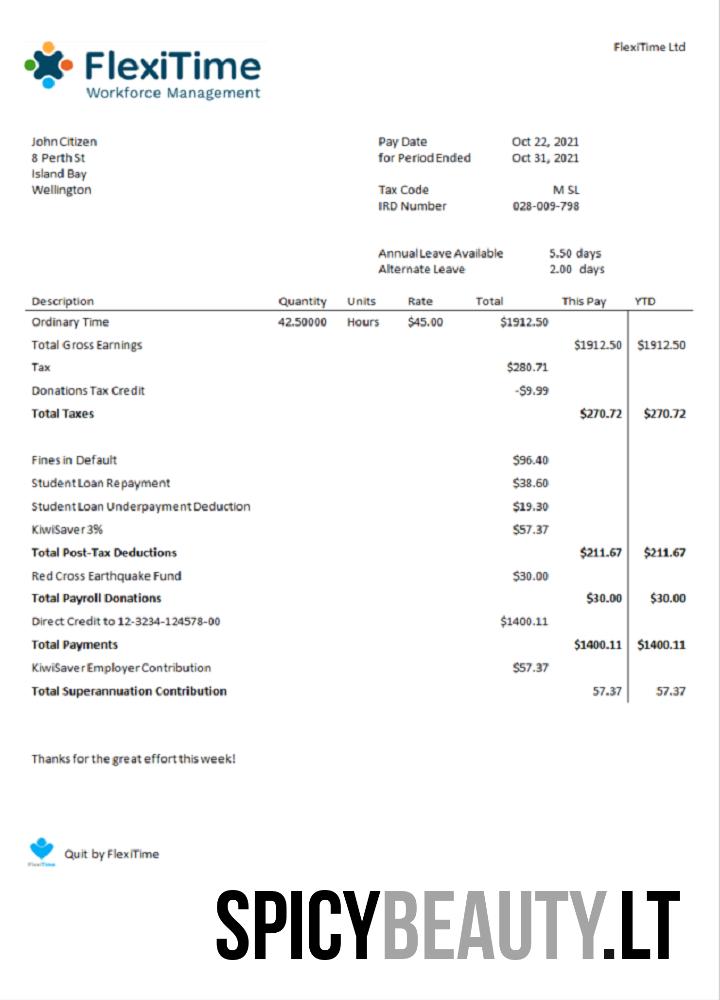 FlexiTime Ltd
FlexiTime
Workforce Management
John Citizen
8 Perth St
Island Bay
Wellington
Pay Date Oct 22, 2021
for Period Ended Oct 31, 2021
Tax Code M SL
IRD Number 028-009-798
Annual Leave Available 5.50 days
Alternate Leave 2.00 days
Description Quantity Units Rate Total This Pay YTD
Ordinary Time 42.50000 Hours $45.00 $1912.50
Total Gross Earnings $1912.50 $1912.50
Tax $280.71
Donations Tax Credit -$9.99
Total Taxes $270.72 $270.72
Fines in Default $96.40
Student Loan Repayment $38.60
Student Loan Underpayment Deduction $19.30
KiwiSaver 3% $57.37
Total Post-Tax Deductions $211.67 $211.67
Red Cross Earthquake Fund $30.00
Total Payroll Donations $30.00 $30.00
Direct Credit to 12-3234-124578-00 $1400.11
Total Payments $1400.11 $1400.11
KiwiSaver Employer Contribution $57.37
Total Superannuation Contribution 57.37 57.37
Thanks for the great effort this week!
FlexiTime
Quit by FlexiTime
SPICYBEAUTY.LT